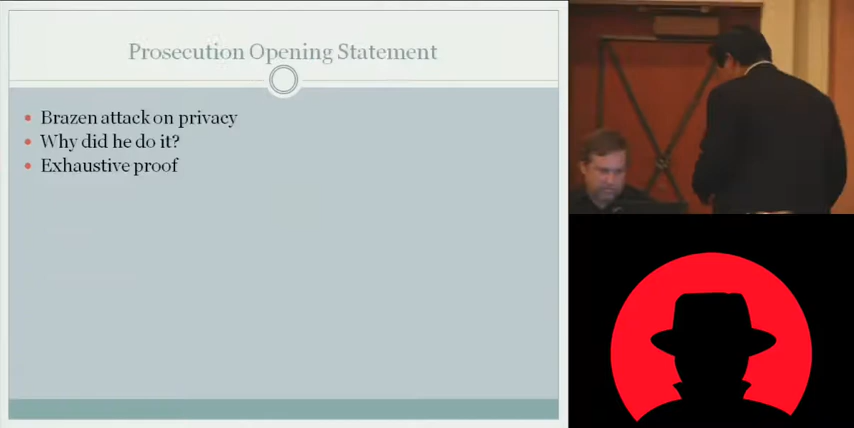 Prosecution Opening Statement
Brazen attack on privacy
Why did he do it?
Exhaustive proof